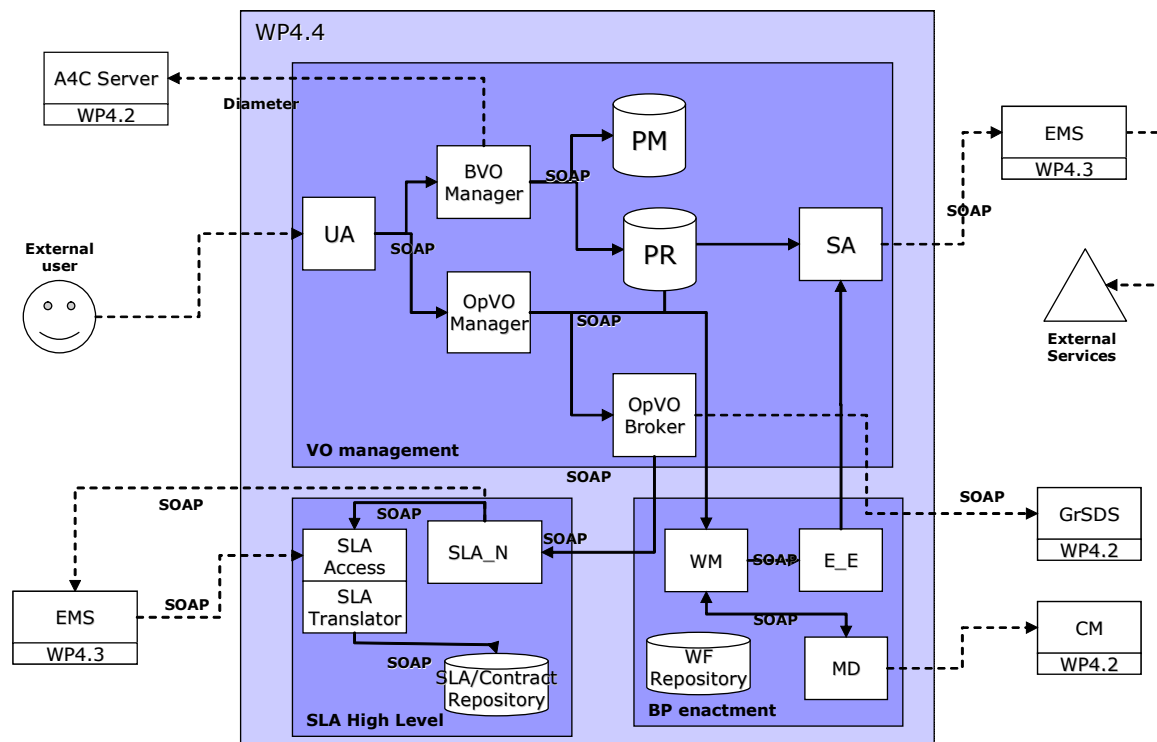 WP4.4
A4C Server
WP4.2
Diameter
PM
EMS
WP4.3
BVO
Manager
SOAP
SOAP
UA
SOAP
PR
SA
External
user
OpVO
Manager
SOAP
External
Services
OpVO
Broker
VO management
SOAP
SOAP
SOAP
SOAP
GrSDS
WP4.2
SLA
Access
SLA_N
SOAP
WM
SOAP
E_E
SLA
Translator
EMS
WP4.3
SOAP
SOAP
CM
WP4.2
SOAP
SLA/Contract
Repository
WF
Repository
MD
SLA High Level
BP enactment